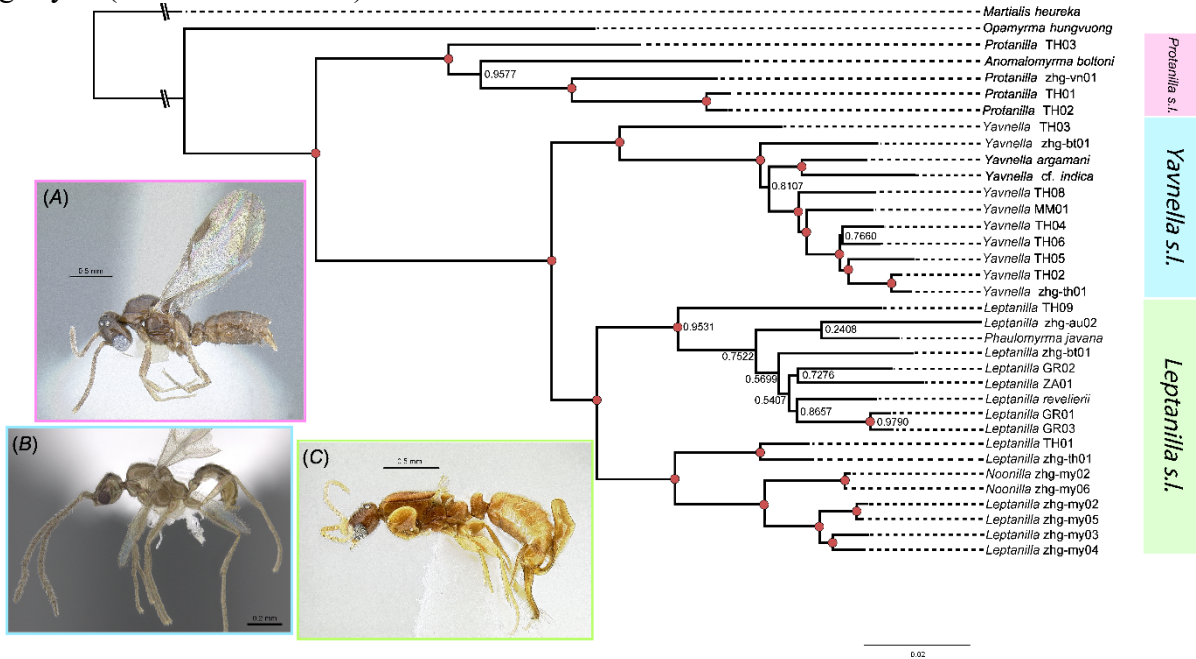 Martialis heureka
Opamyrma hungvuong
Protanilla TH03
Anomalomyrma boltoni
0.9577
Protanilla zhg-vn01
Protanilla TH01
Protanilla TH02
Protanilla s.l.
Yavnella TH03
Yavnella zhg-bt01
Yavnella argamani
Yavnella cf. indica
0.8107
Yavnella TH08
Yavnella MM01
Yavnella TH04
0.7660
Yavnella TH06
Yavnella TH05
Yavnella TH02
Yavnella zhg-th01
Yavnella s.l.
Leptanilla TH09
0.9531
Leptanilla zhg-au02
0.2408
Phaulomyrma javana
0.7522
Leptanilla zhg-bt01
0.5699
Leptanilla GR02
0.7276
Leptanilla ZA01
0.5407
Leptanilla revelierii
0.8657
Leptanilla GR01
0.9790
Leptanilla GR03
Leptanilla TH01
Leptanilla zhg-th01
Noonilla zhg-my02
Noonilla zhg-my06
Leptanilla zhg-my02
Leptanilla zhg-my05
Leptanilla zhg-my03
Leptanilla zhg-my04
Leptanilla s.l.
(A)
0.5 mm
(B)
0.2 mm
(C)
0.5 mm
0.02